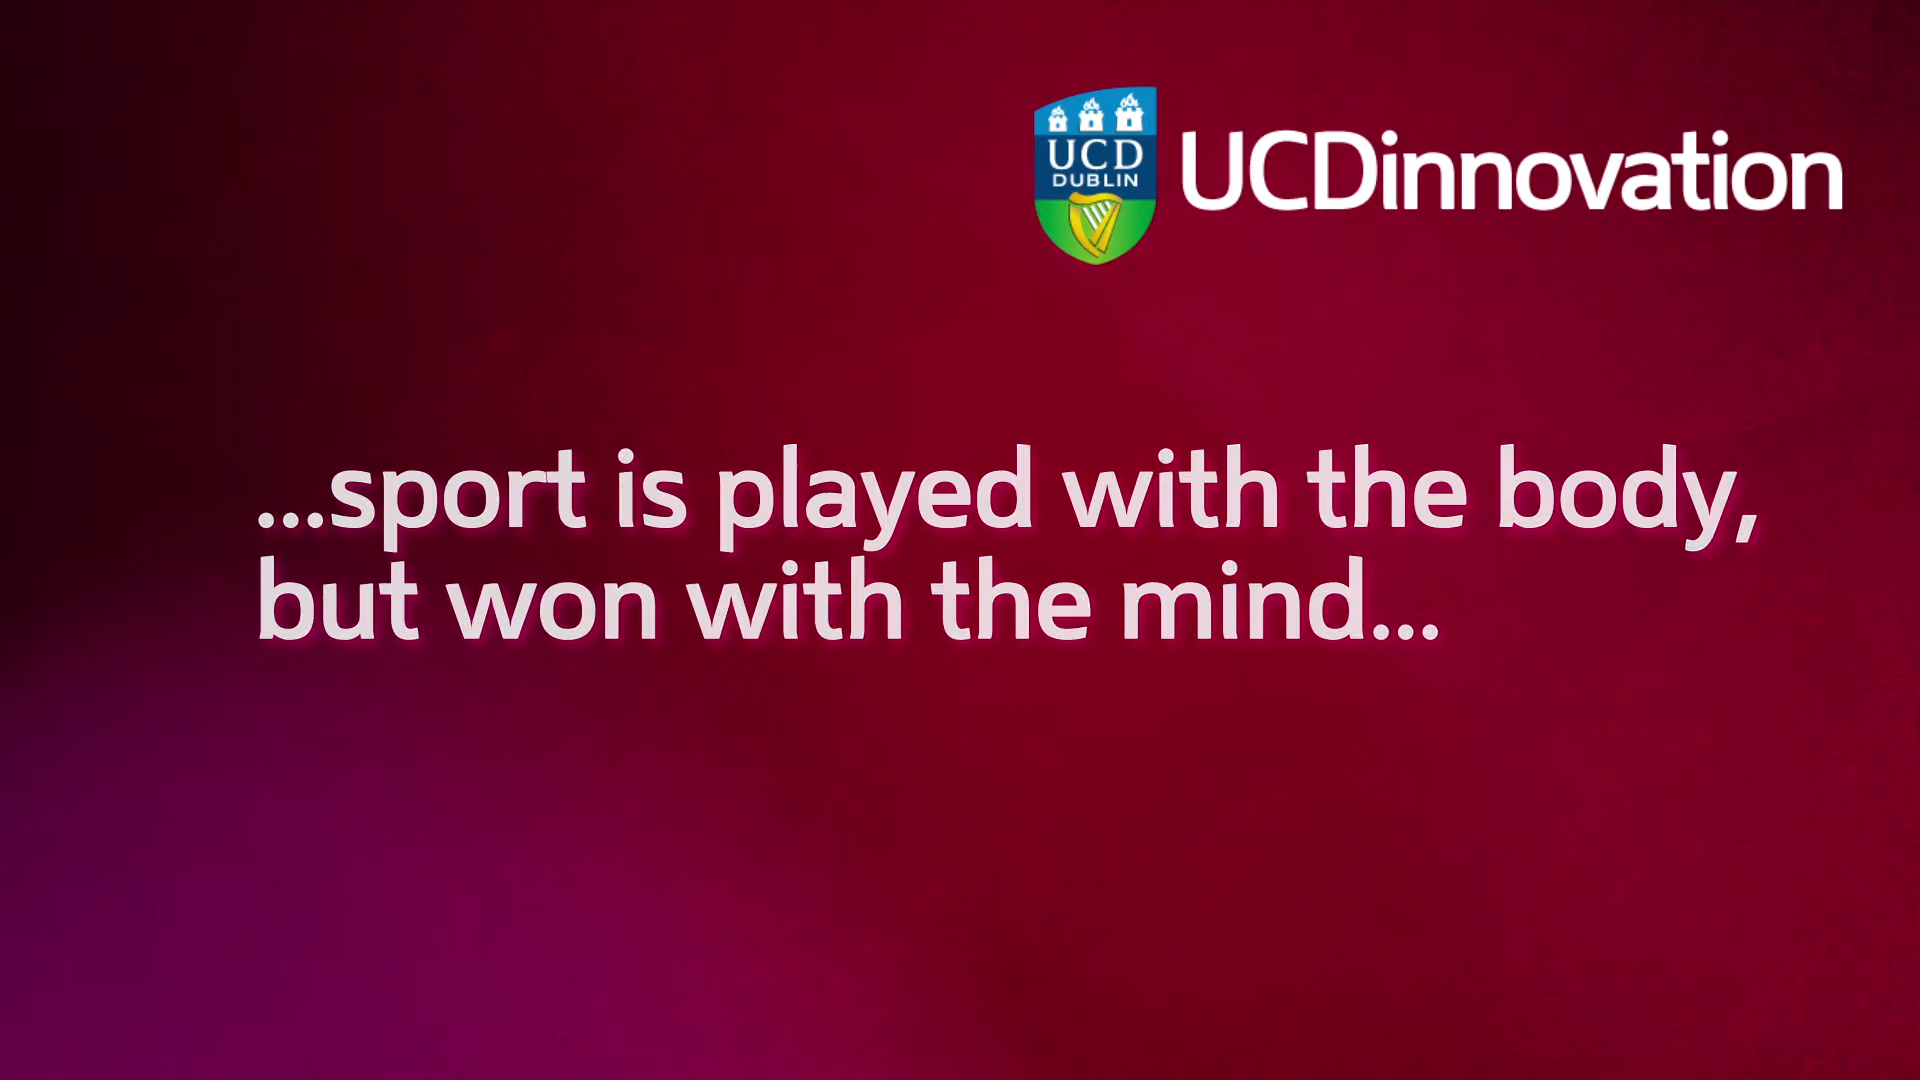 UCD
DUBLIN
UCDinnovation
...sport is played with the body,
but won with the mind...